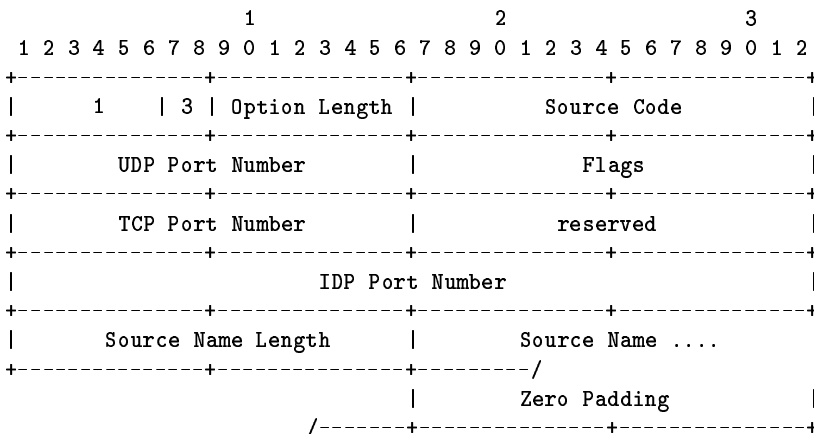 1                   2                   3
 1 2 3 4 5 6 7 8 9 0 1 2 3 4 5 6 7 8 9 0 1 2 3 4 5 6 7 8 9 0 1 2
+---------------+---------------+---------------+---------------+
|      1    | 3 | Option Length |          Source Code          |
+---------------+---------------+---------------+---------------+
|        UDP Port Number        |             Flags             |
+---------------+---------------+---------------+---------------+
|        TCP Port Number        |           reserved            |
+---------------+---------------+---------------+---------------+
|                        IDP Port Number                        |
+---------------+---------------+---------------+---------------+
|       Source Name Length      |        Source Name ....
+---------------+---------------+---------/
                                |        Zero Padding           |
                        /-------+---------------+---------------+